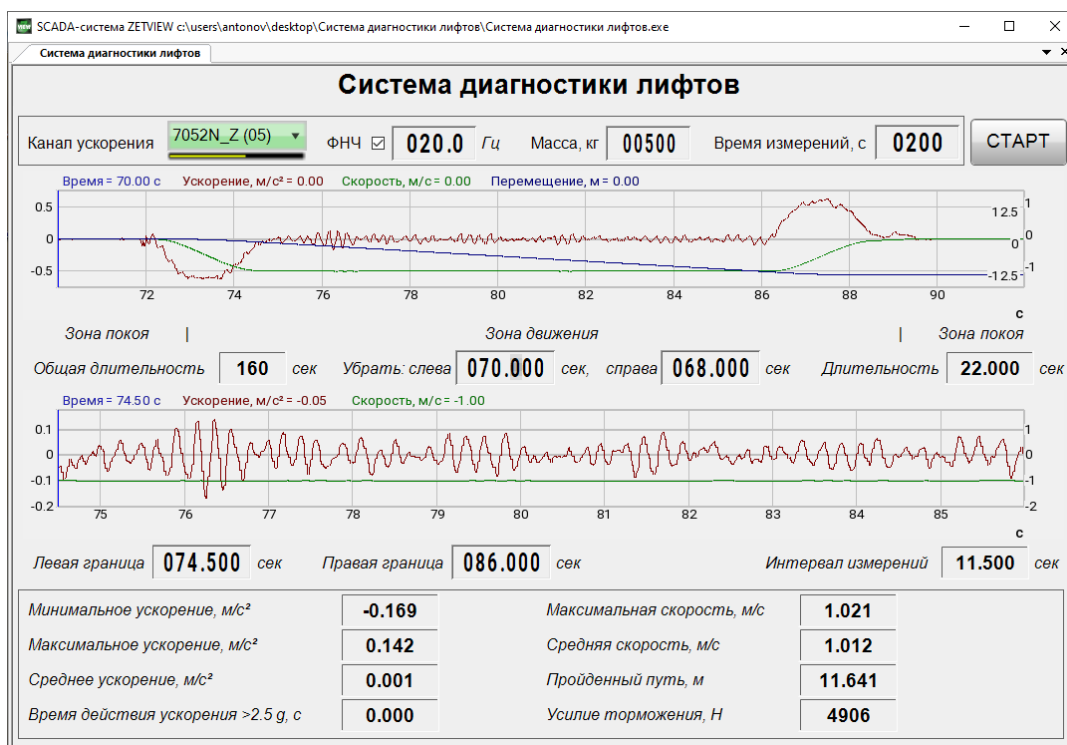 SCADA-система ZETVIEW c:\users\antonov\desktop\Система диагностики лифтов\Система диагностики лифтов.exe
Система диагностики лифтов
Система диагностики лифтов
Канал ускорения 7052N_Z (05) ФНЧ 020.0 Гц Масса, кг 00500 Время измерений, с 0200 СТАРТ
Время = 70.00 с Ускорение, м/с² = 0.00 Скорость, м/с = 0.00 Перемещение, м = 0.00
0.5 12.5 1
0 0 0
-0.5 -12.5 -1
72 74 76 78 80 82 84 86 88 90
с
Зона покоя | Зона движения | Зона покоя
Общая длительность 160 сек Убрать: слева 070.000 сек, справа 068.000 сек Длительность 22.000 сек
Время = 74.50 с Ускорение, м/с² = -0.05 Скорость, м/с = -1.00
0.1 1
0 0
-0.1 -1
-0.2 -2
75 76 77 78 79 80 81 82 83 84 85
с
Левая граница 074.500 сек Правая граница 086.000 сек Интервал измерений 11.500 сек
Минимальное ускорение, м/с² -0.169 Максимальная скорость, м/с 1.021
Максимальное ускорение, м/с² 0.142 Средняя скорость, м/с 1.012
Среднее ускорение, м/с² 0.001 Пройденный путь, м 11.641
Время действия ускорения >2.5 g, с 0.000 Усилие торможения, Н 4906